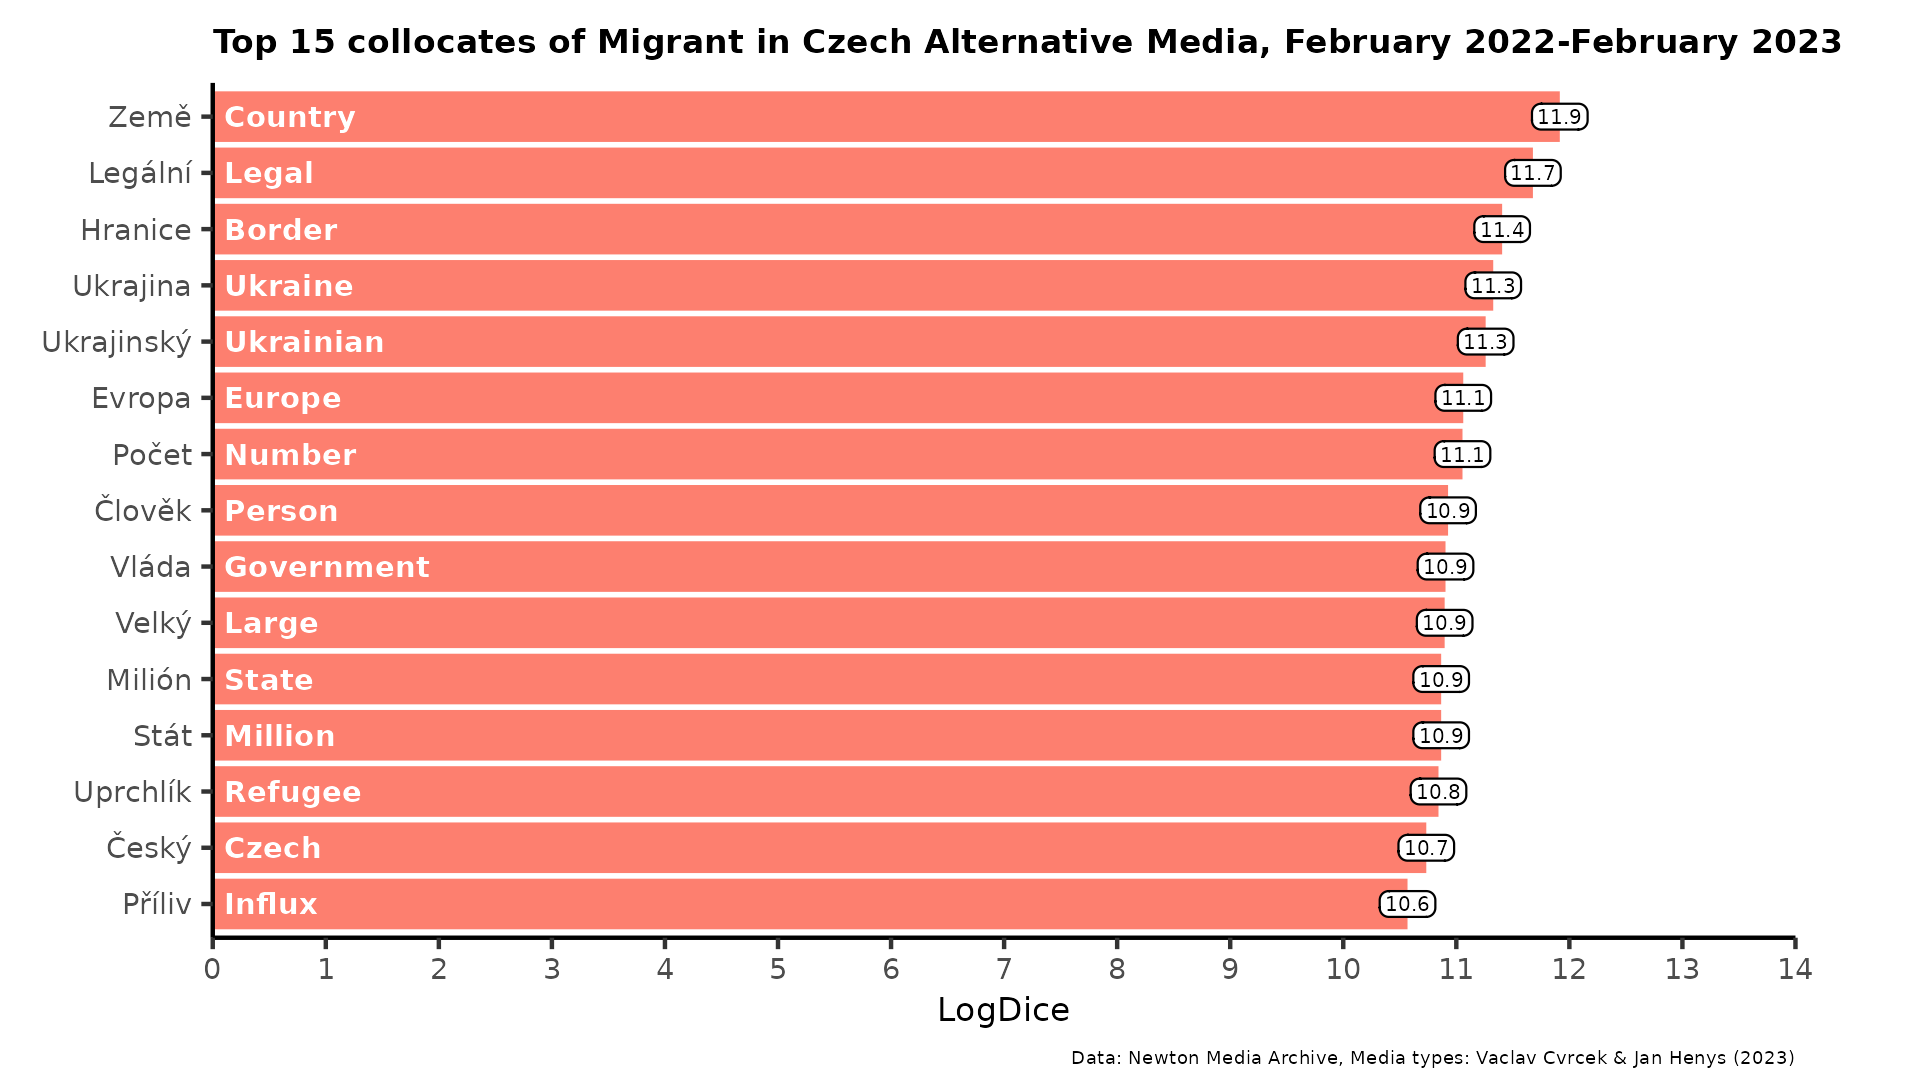 Top 15 collocates of Migrant in Czech Alternative Media, February 2022-February 2023
Země Country 11.9
Legální Legal 11.7
Hranice Border 11.4
Ukrajina Ukraine 11.3
Ukrajinský Ukrainian 11.3
Evropa Europe 11.1
Počet Number 11.1
Člověk Person 10.9
Vláda Government 10.9
Velký Large 10.9
Milión State 10.9
Stát Million 10.9
Uprchlík Refugee 10.8
Český Czech 10.7
Příliv Influx 10.6
0 1 2 3 4 5 6 7 8 9 10 11 12 13 14
LogDice
Data: Newton Media Archive, Media types: Vaclav Cvrcek & Jan Henys (2023)